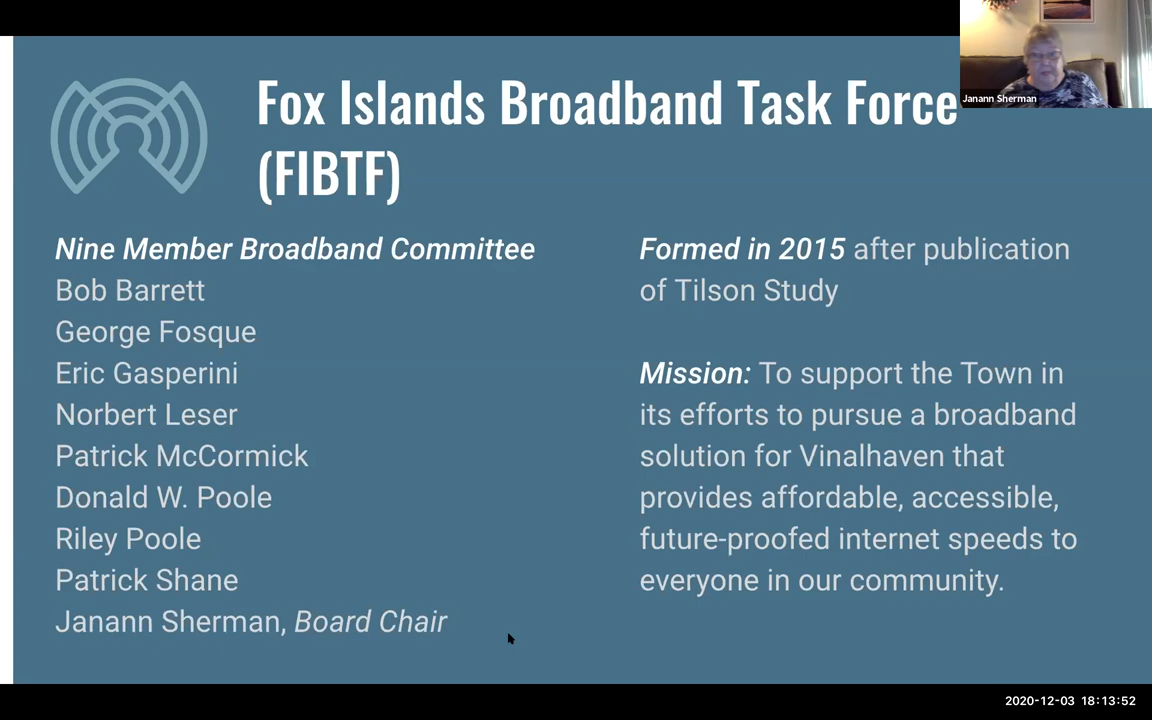 Janann Sherman
Fox Islands Broadband Task Force
(FIBTF)
Nine Member Broadband Committee
Bob Barrett
George Fosque
Eric Gasperini
Norbert Leser
Patrick McCormick
Donald W. Poole
Riley Poole
Patrick Shane
Janann Sherman, Board Chair
Formed in 2015 after publication
of Tilson Study
Mission: To support the Town in
its efforts to pursue a broadband
solution for Vinalhaven that
provides affordable, accessible,
future-proofed internet speeds to
everyone in our community.
2020-12-03 18:13:52